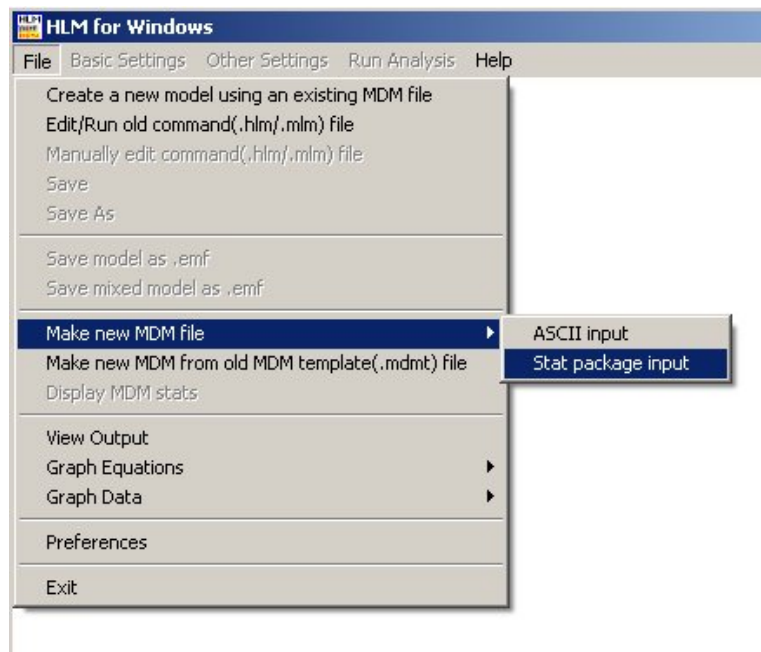 HLM for Windows
File Basic Settings Other Settings Run Analysis Help
Create a new model using an existing MDM file
Edit/Run old command(.hlm/.mlm) file
Manually edit command(.hlm/.mlm) file
Save
Save As
Save model as .emf
Save mixed model as .emf
Make new MDM file
ASCII input
Make new MDM from old MDM template(.mdmt) file
Stat package input
Display MDM stats
View Output
Graph Equations
Graph Data
Preferences
Exit